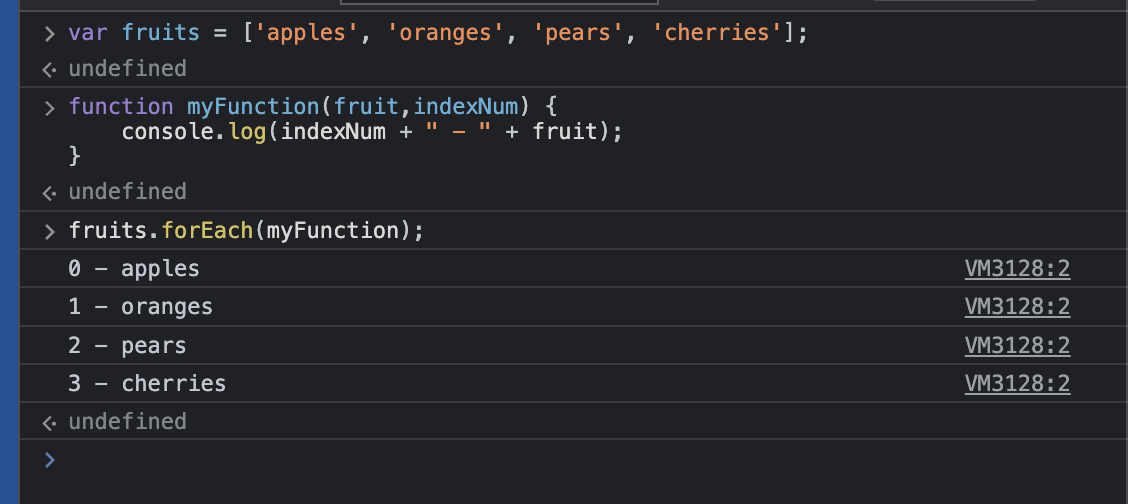 > var fruits = ['apples', 'oranges', 'pears', 'cherries'];
undefined
> function myFunction(fruit,indexNum) {
    console.log(indexNum + " – " + fruit);
}
undefined
> fruits.forEach(myFunction);
0 – apples VM3128:2
1 – oranges VM3128:2
2 – pears VM3128:2
3 – cherries VM3128:2
undefined
>